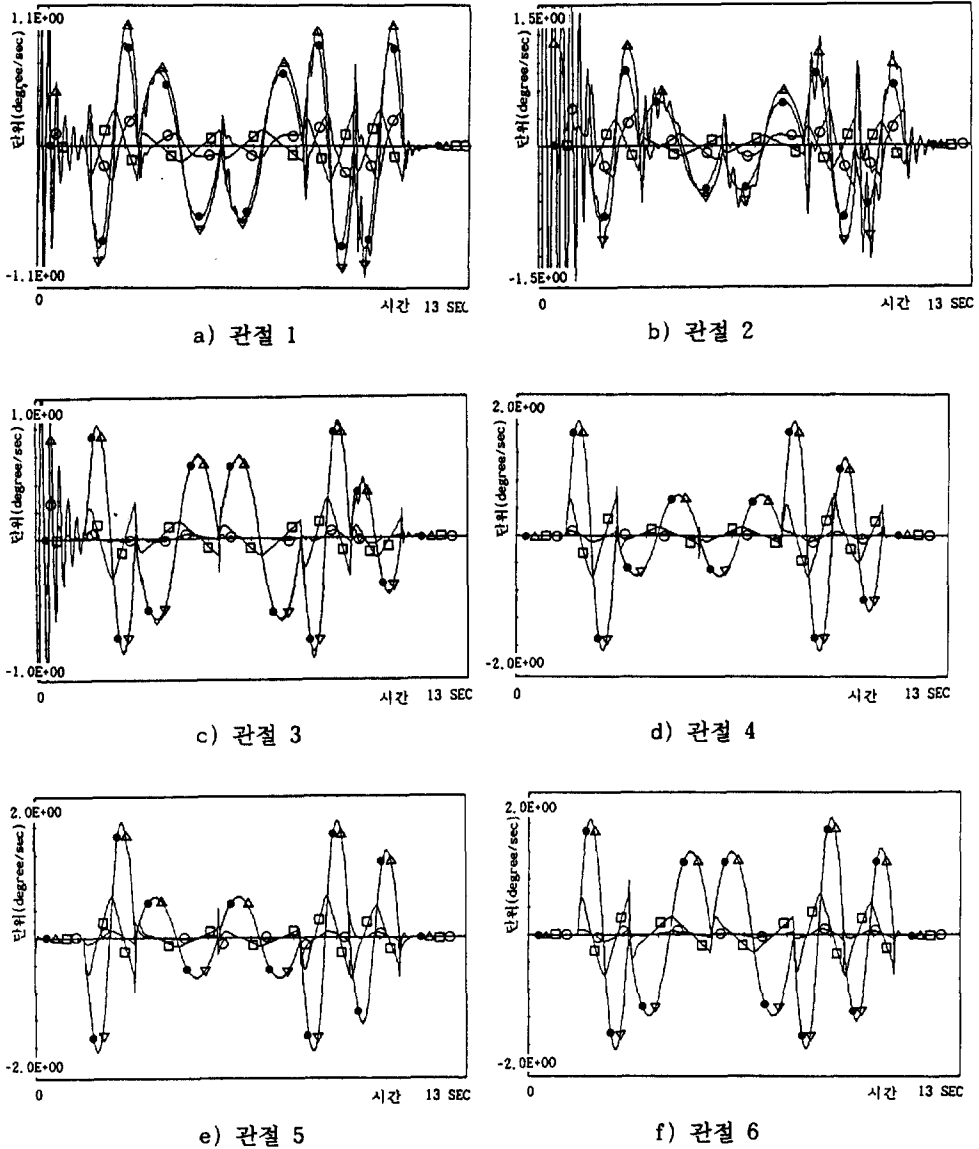 1.1E+00
단위(degree/sec)
-1.1E+00
0
시간 13 SEC
a) 관절 1
1.5E+00
단위(degree/sec)
-1.5E+00
0
시간 13 SEC
b) 관절 2
1.0E+00
단위(degree/sec)
-1.0E+00
0
시간 13 SEC
c) 관절 3
2.0E+00
단위(degree/sec)
-2.0E+00
0
시간 13 SEC
d) 관절 4
2.0E+00
단위(degree/sec)
-2.0E+00
0
시간 13 SEC
e) 관절 5
2.0E+00
단위(degree/sec)
-2.0E+00
0
시간 13 SEC
f) 관절 6